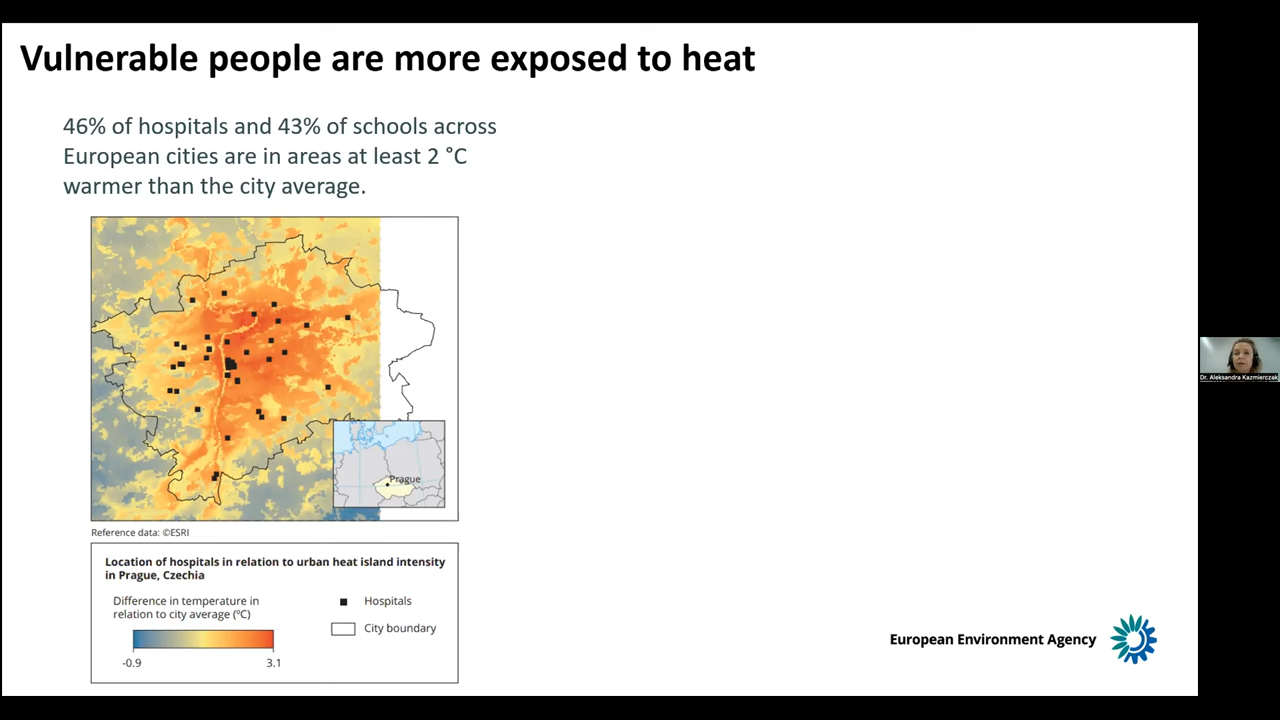 Vulnerable people are more exposed to heat
46% of hospitals and 43% of schools across
European cities are in areas at least 2 °C
warmer than the city average.
Prague
Reference data: ©ESRI
Location of hospitals in relation to urban heat island intensity
in Prague, Czechia
Difference in temperature in
relation to city average (ºC)
-0.9
3.1
Hospitals
City boundary
European Environment Agency
Dr. Aleksandra Kazmierczak